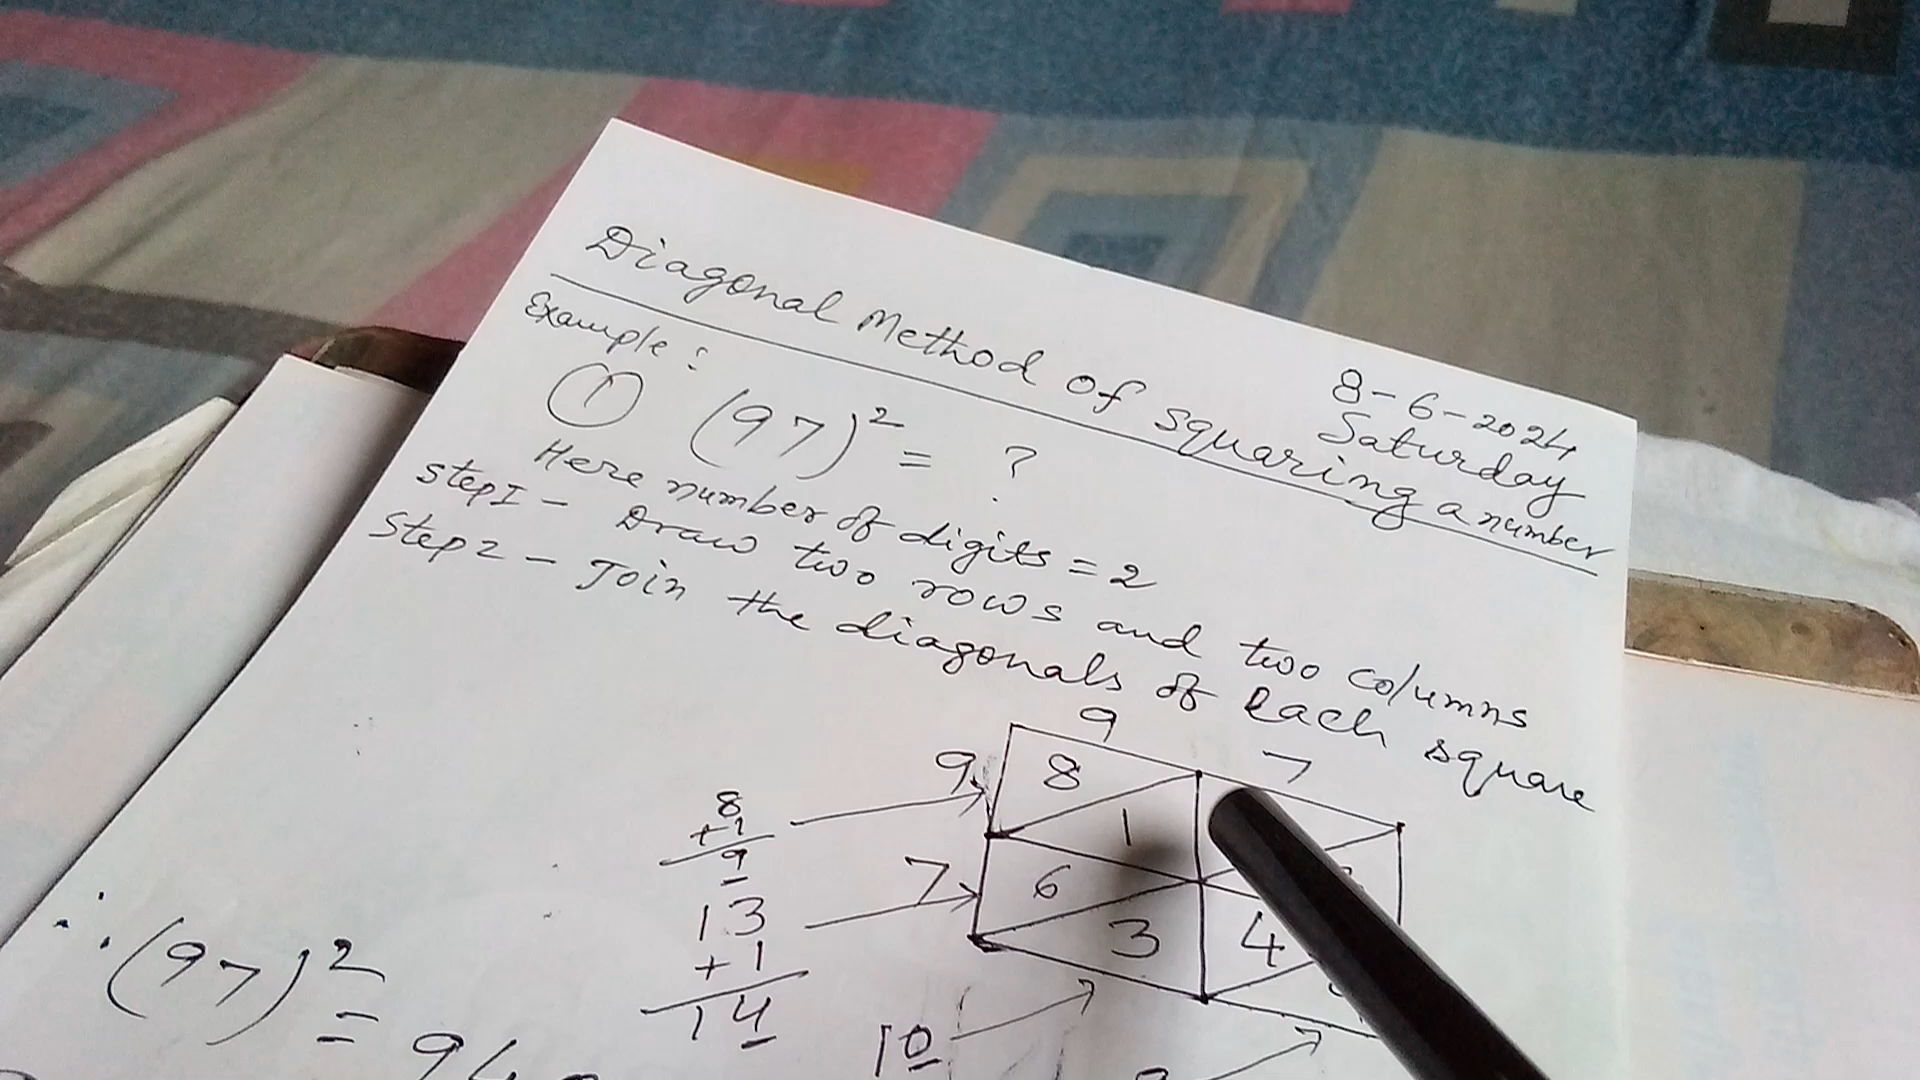 Diagonal Method of squaring a number
8-6-2024
Saturday
Example:
① (97)² = ?
Here number of digits = 2
Step I - Draw two rows and two columns
Step 2 - Join the diagonals of each square
9 7
9 8 1
7 6 3 4
8
+1
9
13
+1
14
10
∴ (97)² = 940